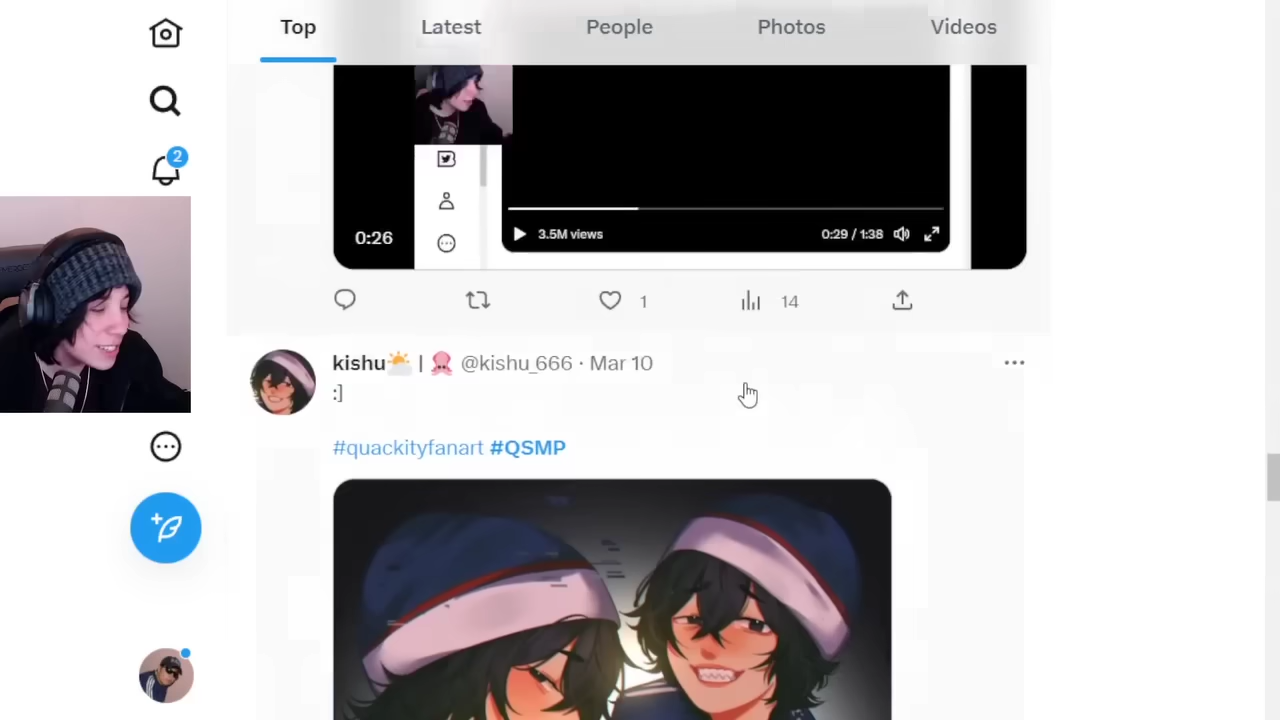 Top Latest People Photos Videos
2
0:26
3.5M views 0:29 / 1:38
1 14
kishu | @kishu_666 · Mar 10
:]
#quackityfanart #QSMP